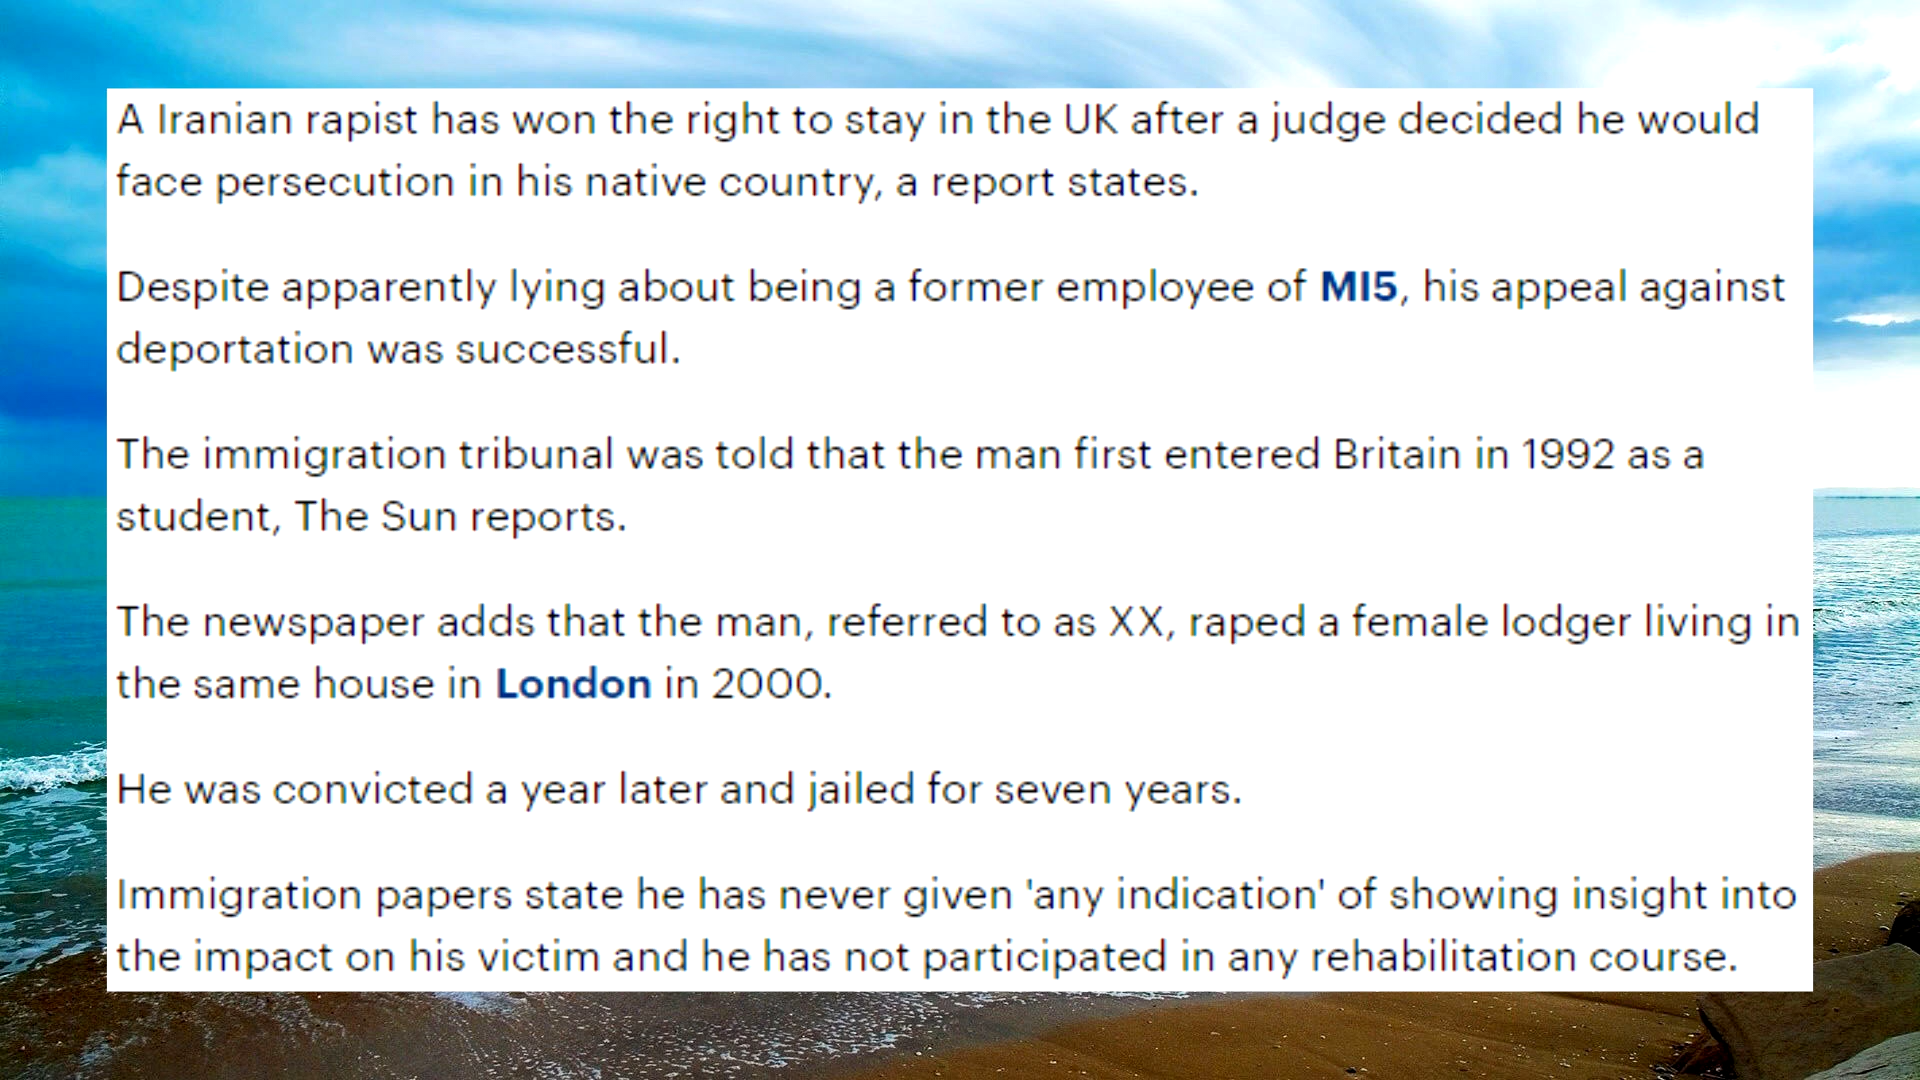 A Iranian rapist has won the right to stay in the UK after a judge decided he would
face persecution in his native country, a report states.
Despite apparently lying about being a former employee of MI5, his appeal against
deportation was successful.
The immigration tribunal was told that the man first entered Britain in 1992 as a
student, The Sun reports.
The newspaper adds that the man, referred to as XX, raped a female lodger living in
the same house in London in 2000.
He was convicted a year later and jailed for seven years.
Immigration papers state he has never given 'any indication' of showing insight into
the impact on his victim and he has not participated in any rehabilitation course.